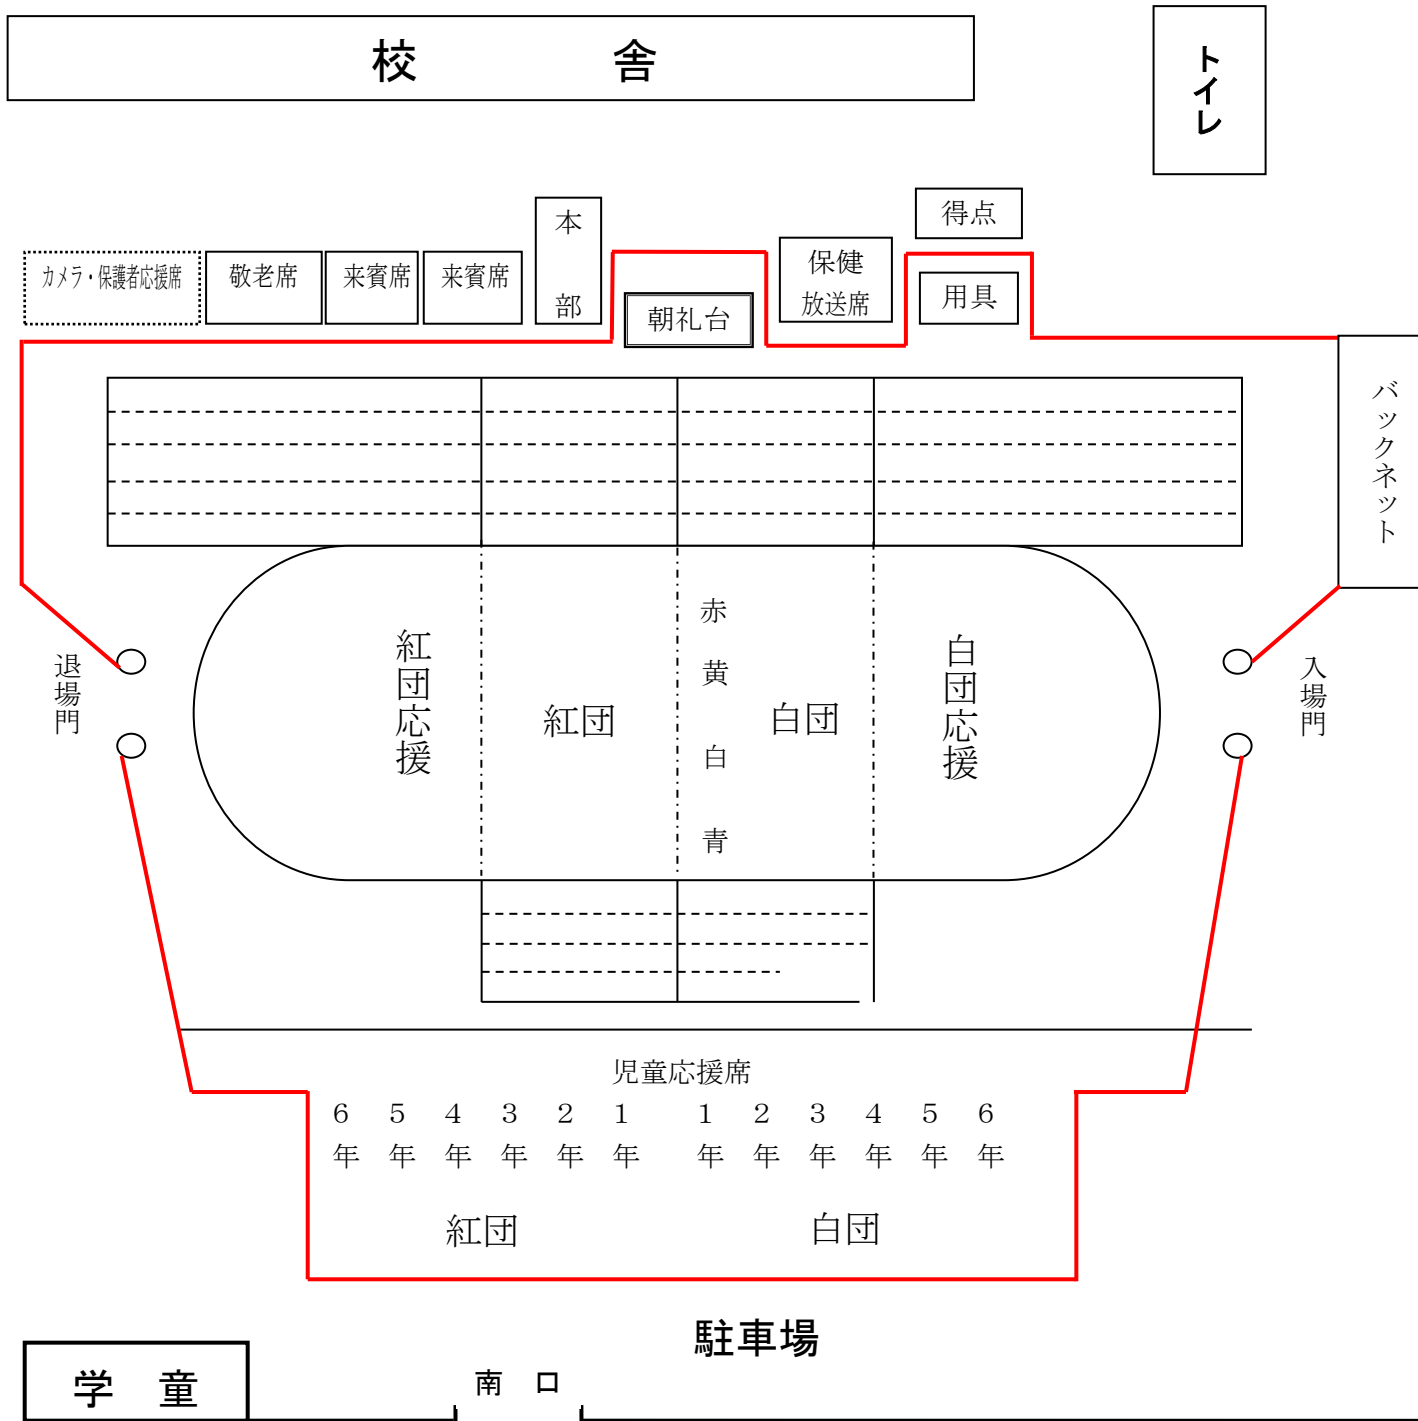 校 舎
トイレ
得点
本部
カメラ・保護者応援席
敬老席
来賓席
来賓席
朝礼台
保健
放送席
用具
バックネット
退場門
紅団応援
紅団
赤
黄
白
青
白団
白団応援
入場門
児童応援席
6年 5年 4年 3年 2年 1年 1年 2年 3年 4年 5年 6年
紅団 白団
駐車場
学 童
南 口